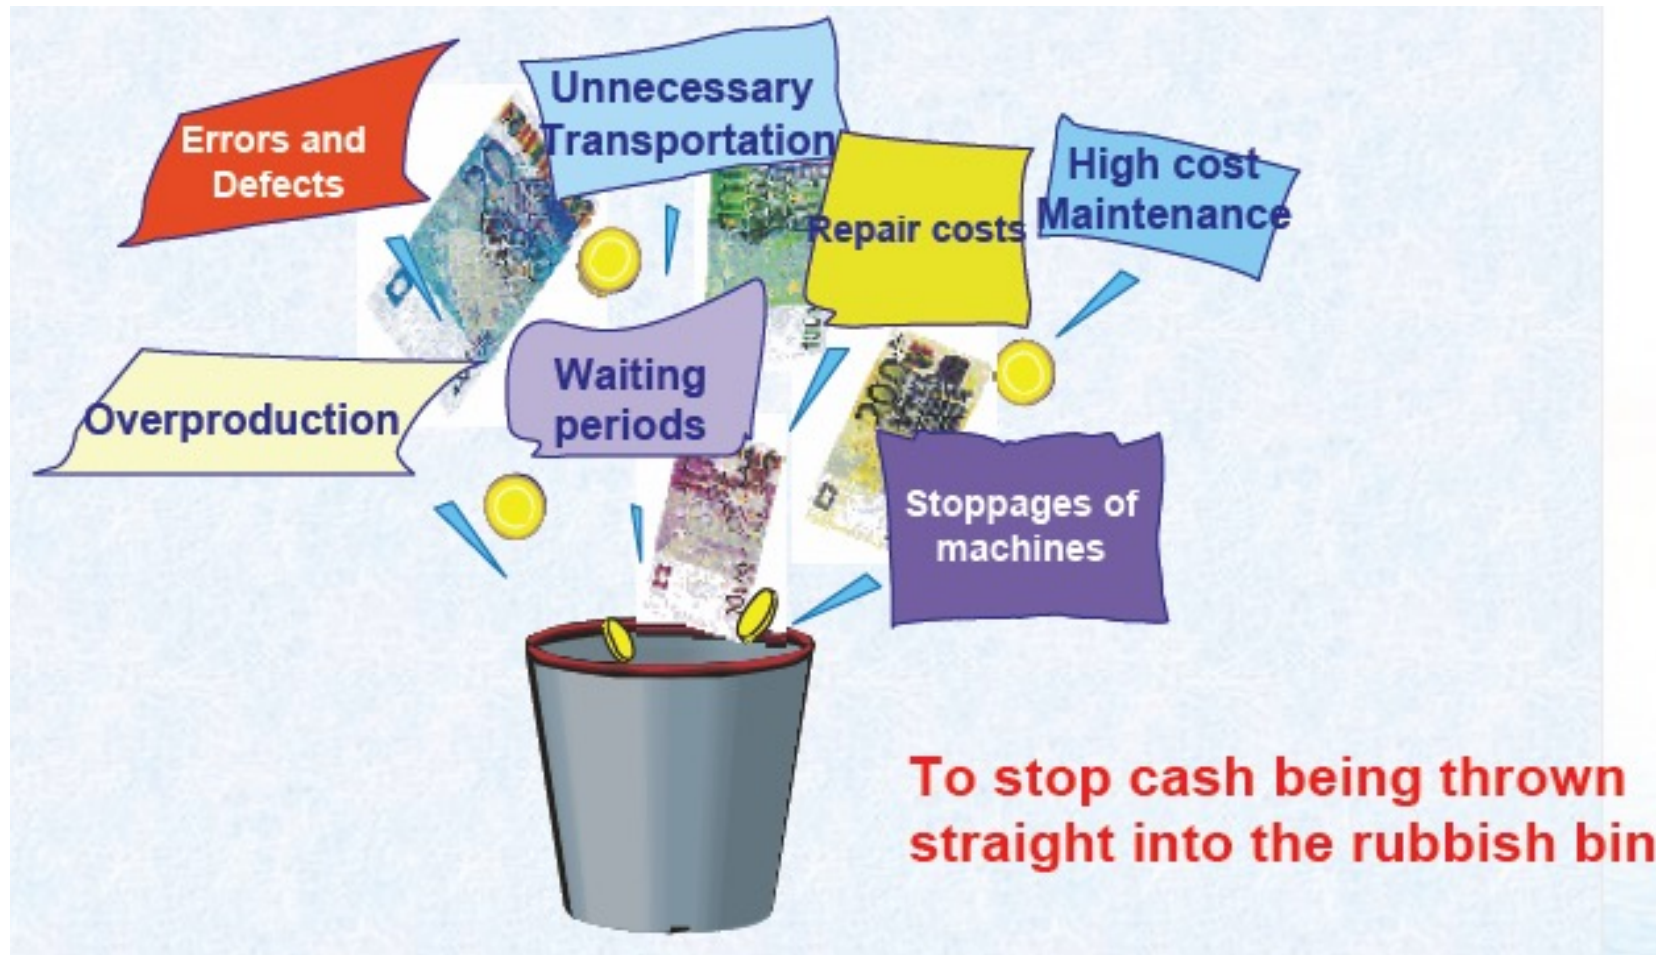 Unnecessary
Transportation
Errors and
Defects
High cost
Maintenance
Repair costs
Waiting
periods
Overproduction
Stoppages of
machines
To stop cash being thrown
straight into the rubbish bin